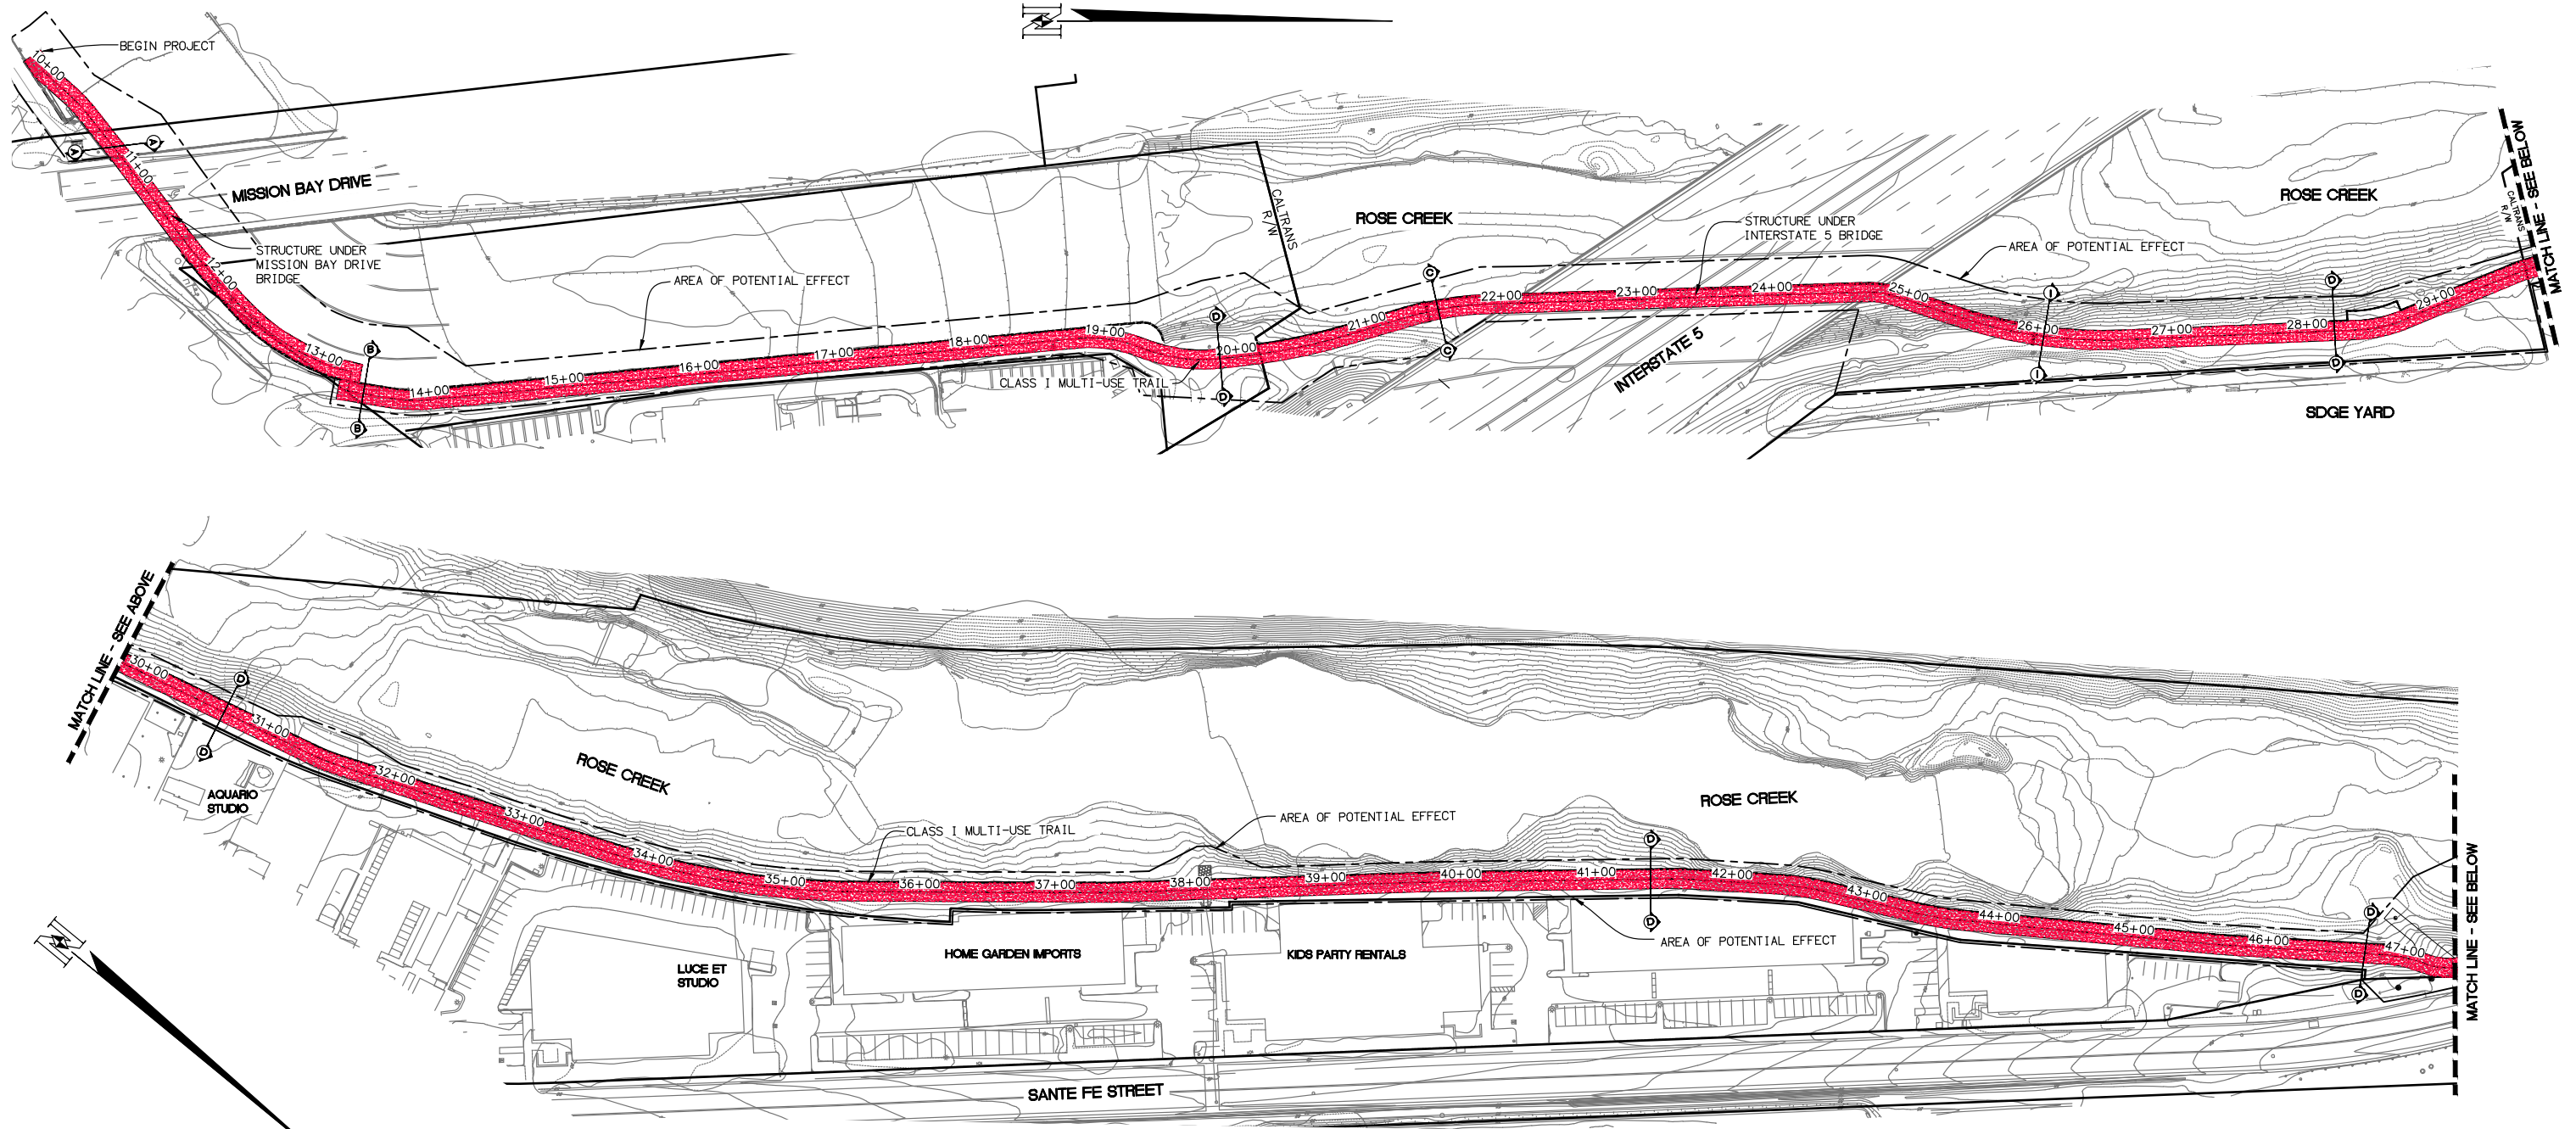 N
BEGIN PROJECT
10+00
A
A
11+00
MISSION BAY DRIVE
STRUCTURE UNDER
MISSION BAY DRIVE
BRIDGE
12+00
13+00
B
B
14+00
15+00
16+00
17+00
18+00
19+00
AREA OF POTENTIAL EFFECT
CLASS I MULTI-USE TRAIL
D
D
20+00
CALTRANS
R/W
ROSE CREEK
21+00
C
C
22+00
23+00
24+00
25+00
STRUCTURE UNDER
INTERSTATE 5 BRIDGE
INTERSTATE 5
AREA OF POTENTIAL EFFECT
I
I
26+00
27+00
28+00
29+00
D
D
ROSE CREEK
CALTRANS
R/W
SDGE YARD
MATCH LINE - SEE BELOW
MATCH LINE - SEE BELOW
MATCH LINE - SEE ABOVE
30+00
D
D
31+00
32+00
33+00
34+00
35+00
36+00
37+00
38+00
39+00
40+00
41+00
42+00
43+00
44+00
45+00
46+00
47+00
AQUARIO
STUDIO
ROSE CREEK
CLASS I MULTI-USE TRAIL
AREA OF POTENTIAL EFFECT
ROSE CREEK
D
D
AREA OF POTENTIAL EFFECT
D
D
LUCE ET
STUDIO
HOME GARDEN IMPORTS
KIDS PARTY RENTALS
SANTE FE STREET
MATCH LINE - SEE BELOW
N